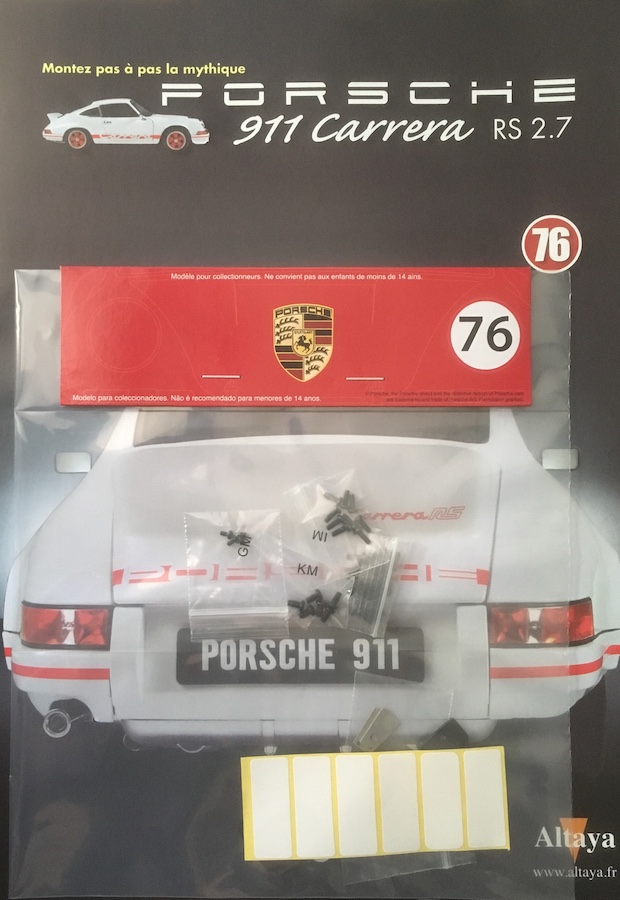 Montez pas à pas la mythique
PORSCHE
911 Carrera RS 2.7
76
Modèle pour collectionneurs. Ne convient pas aux enfants de moins de 14 ans.
PORSCHE
76
Modelo para coleccionadores. Não é recomendado para menores de 14 anos.
Carrera RS
GM
IM
KM
PORSCHE 911
Altaya
www.altaya.fr